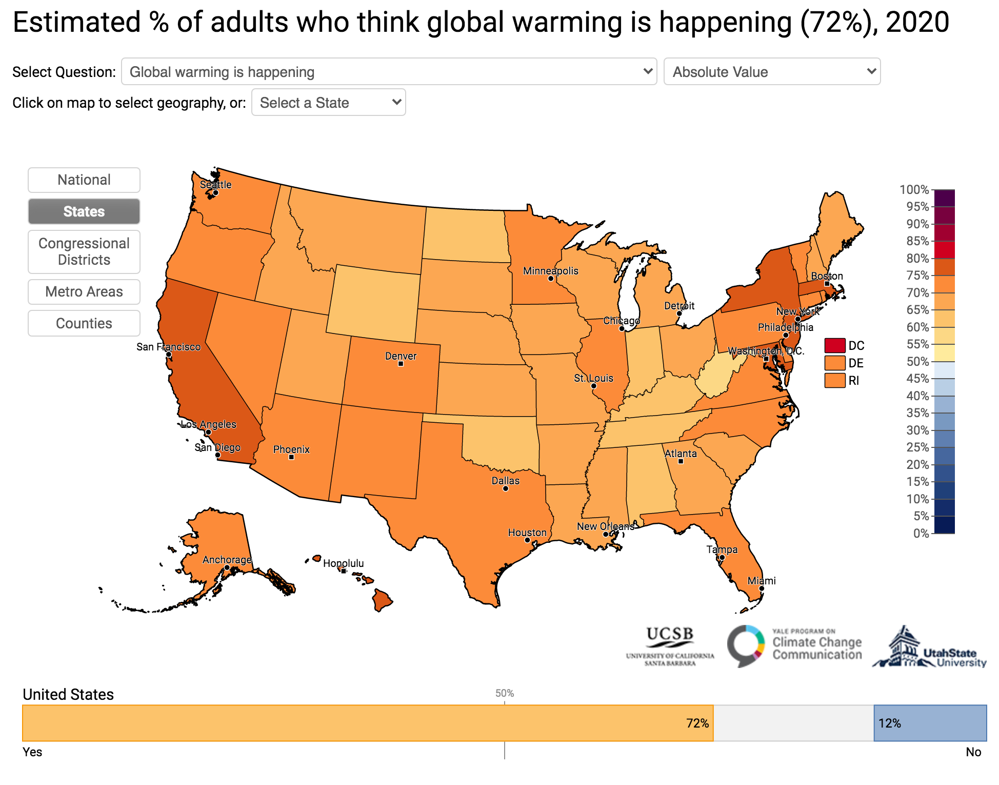 Estimated % of adults who think global warming is happening (72%), 2020
Select Question:
Global warming is happening
Absolute Value
Click on map to select geography, or:
Select a State
National
States
Congressional
Districts
Metro Areas
Counties
Seattle
Minneapolis
Boston
Detroit
New York
Chicago
Philadelphia
San Francisco
Washington, D.C.
Denver
St. Louis
Los Angeles
San Diego
Phoenix
Atlanta
Dallas
New Orleans
Houston
Tampa
Anchorage
Honolulu
Miami
DC
DE
RI
100%
95%
90%
85%
80%
75%
70%
65%
60%
55%
50%
45%
40%
35%
30%
25%
20%
15%
10%
5%
0%
UCSB
UNIVERSITY OF CALIFORNIA
SANTA BARBARA
YALE PROGRAM ON
Climate Change
Communication
UtahState
University
United States
50%
72%
12%
Yes
No